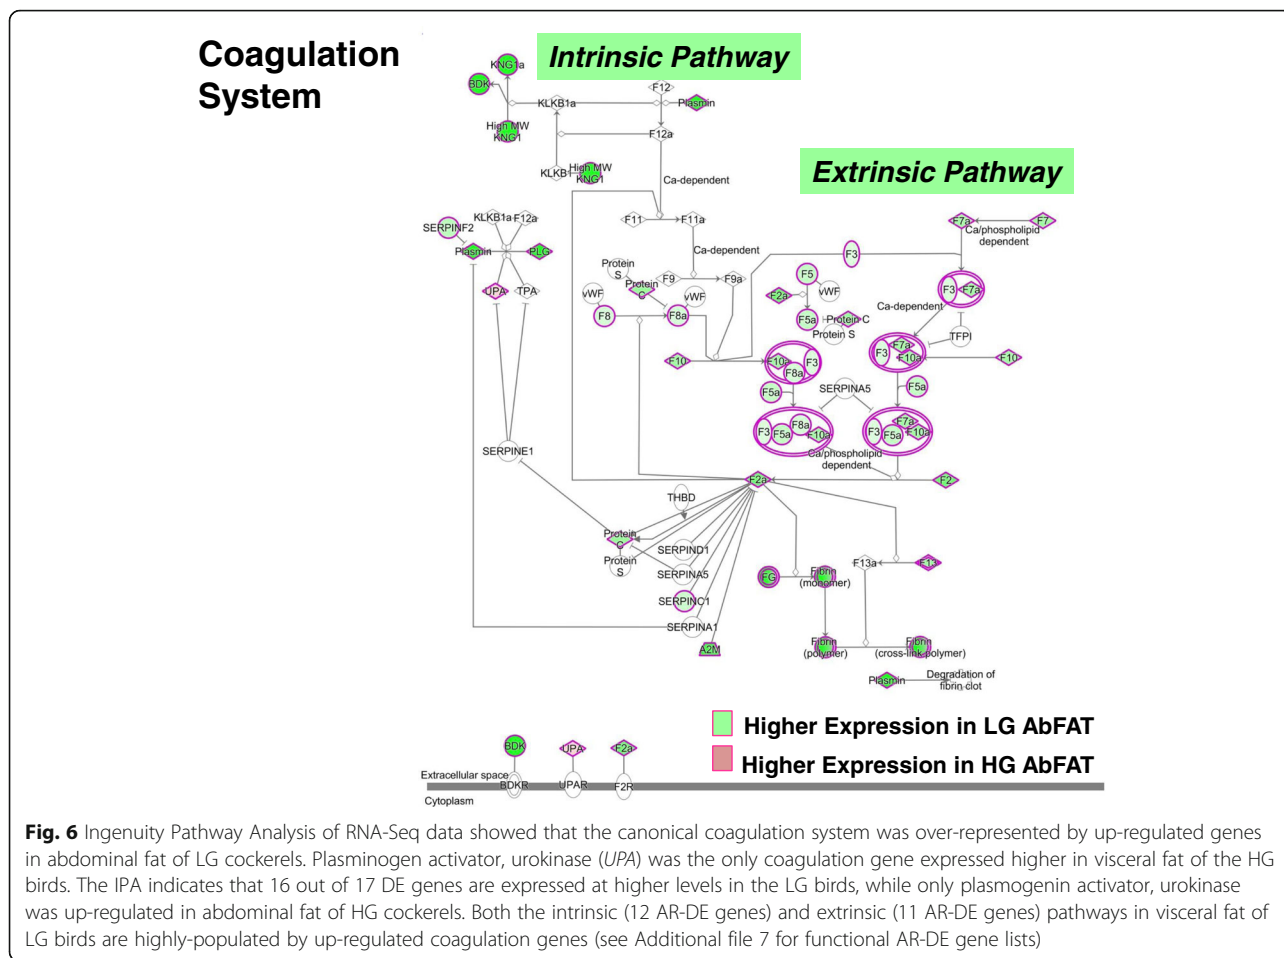 Coagulation
System
Intrinsic Pathway
KNG1a
BDK
KLKB1a
F12
Plasmin
High MW
KNG1
F12a
KLKB1
High MW
KNG1
Ca-dependent
Extrinsic Pathway
KLKB1a
F12a
SERPINF2
Plasmin
PLG
UPA
TPA
F11
F11a
Ca-dependent
F7a
F7
Ca/phospholipid
dependent
F3
Protein
S
Protein
C
F9
F9a
F5
vWF
F2a
F5a
Protein C
Protein S
F3
F7a
Ca-dependent
TFPI
vWF
F8
vWF
F8a
F10
F10a
F3
F8a
F3
F7a
F10a
F10
F5a
SERPINA5
F5a
F3
F5a
F8a
F10a
F3
F7a
F5a
F10a
Ca/phospholipid
dependent
SERPINE1
F2a
F2
THBD
Protein
C
Protein
S
SERPIND1
SERPINA5
SERPINC1
SERPINA1
A2M
F13a
F13
FG
Fibrin
(monomer)
Fibrin
(polymer)
Fibrin
(cross-link polymer)
Plasmin
Degradation of
fibrin clot
Higher Expression in LG AbFAT
Higher Expression in HG AbFAT
BDK
UPA
F2a
Extracellular space
BDKR
UPAR
F2R
Cytoplasm
Fig. 6 Ingenuity Pathway Analysis of RNA-Seq data showed that the canonical coagulation system was over-represented by up-regulated genes
in abdominal fat of LG cockerels. Plasminogen activator, urokinase (UPA) was the only coagulation gene expressed higher in visceral fat of the HG
birds. The IPA indicates that 16 out of 17 DE genes are expressed at higher levels in the LG birds, while only plasmogenin activator, urokinase
was up-regulated in abdominal fat of HG cockerels. Both the intrinsic (12 AR-DE genes) and extrinsic (11 AR-DE genes) pathways in visceral fat of
LG birds are highly-populated by up-regulated coagulation genes (see Additional file 7 for functional AR-DE gene lists)